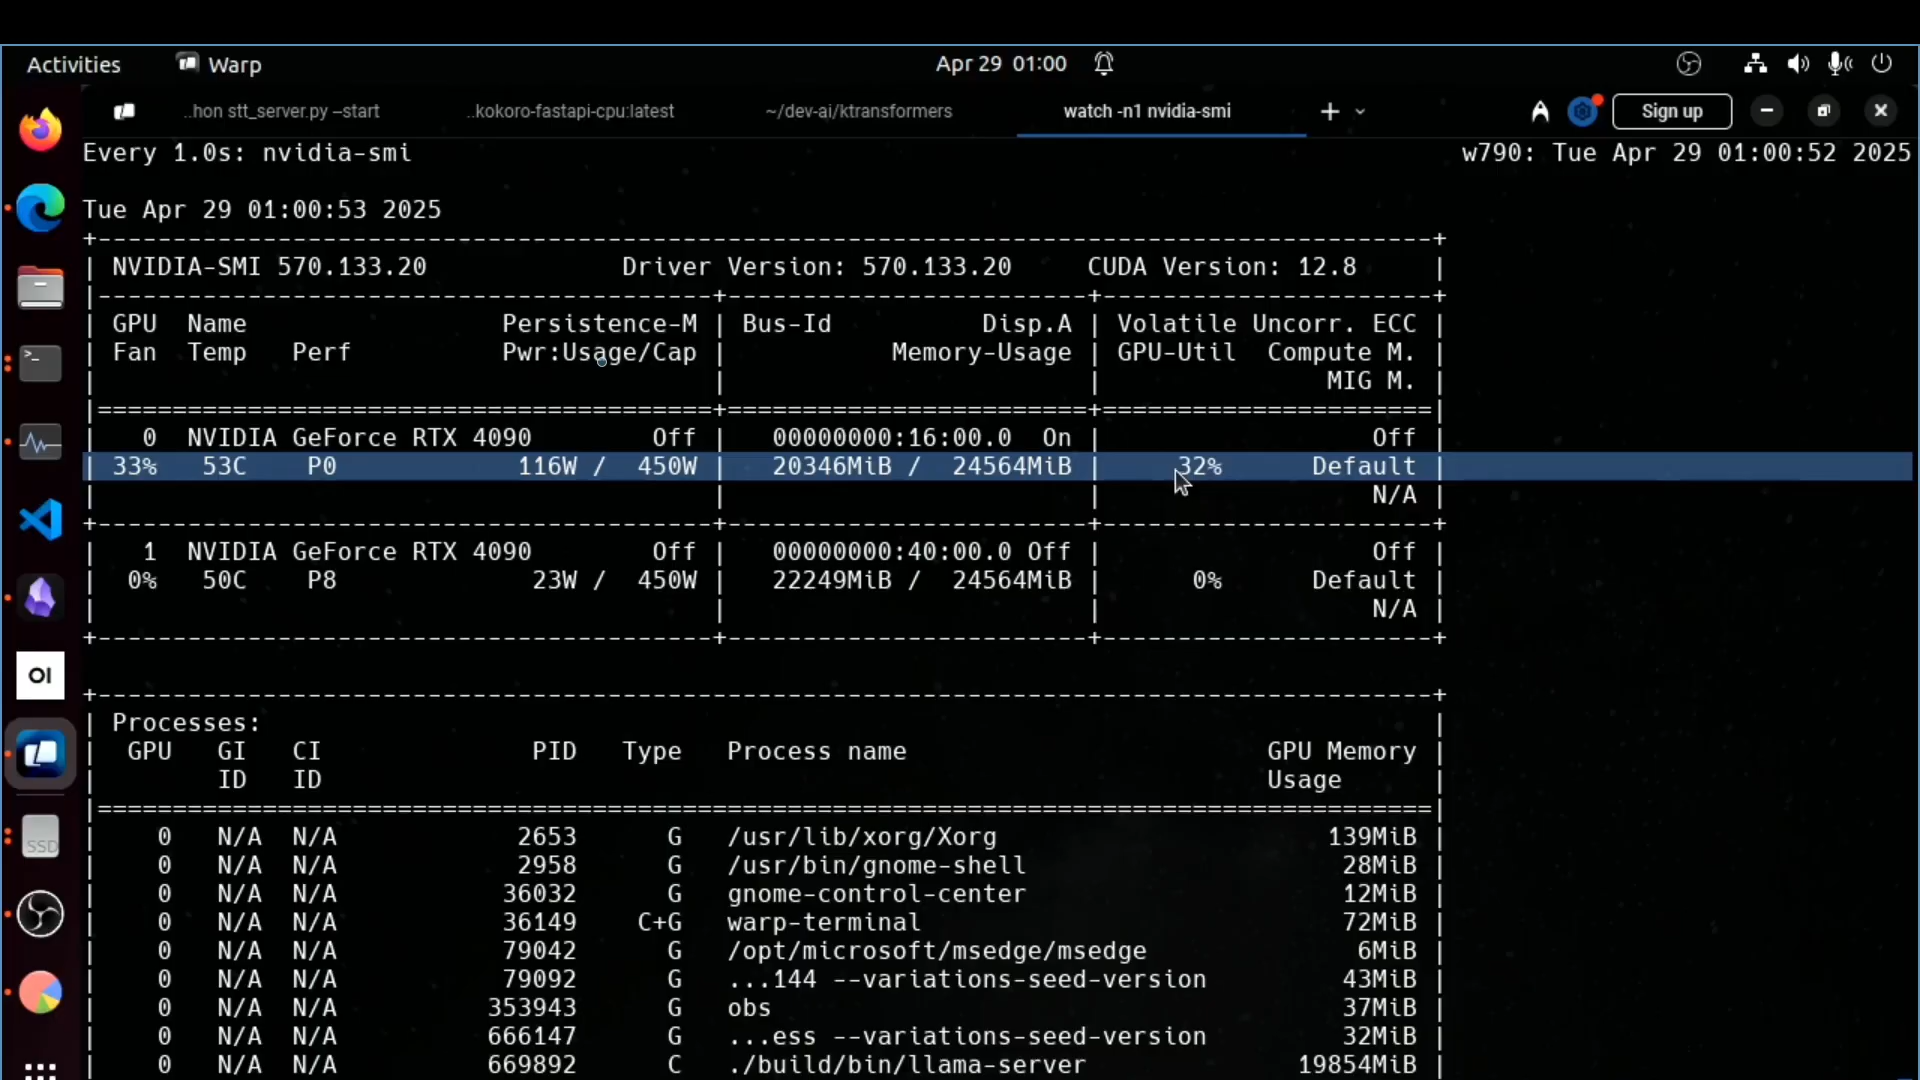 Activities Warp Apr 29 01:00
..hon stt_server.py --start ..kokoro-fastapi-cpu:latest ~/dev-ai/ktransformers watch -n1 nvidia-smi Sign up
Every 1.0s: nvidia-smi w790: Tue Apr 29 01:00:52 2025
Tue Apr 29 01:00:53 2025
+-----------------------------------------------------------------------------------------+
| NVIDIA-SMI 570.133.20 Driver Version: 570.133.20 CUDA Version: 12.8 |
|-----------------------------------------+------------------------+----------------------+
| GPU Name Persistence-M | Bus-Id Disp.A | Volatile Uncorr. ECC |
| Fan Temp Perf Pwr:Usage/Cap | Memory-Usage | GPU-Util Compute M. |
| | | MIG M. |
|=========================================+========================+======================|
| 0 NVIDIA GeForce RTX 4090 Off | 00000000:16:00.0 On | Off |
| 33% 53C P0 116W / 450W | 20346MiB / 24564MiB | 32% Default |
| | | N/A |
+-----------------------------------------+------------------------+----------------------+
| 1 NVIDIA GeForce RTX 4090 Off | 00000000:40:00.0 Off | Off |
| 0% 50C P8 23W / 450W | 22249MiB / 24564MiB | 0% Default |
| | | N/A |
+-----------------------------------------+------------------------+----------------------+
+-----------------------------------------------------------------------------------------+
| Processes: |
| GPU GI CI PID Type Process name GPU Memory |
| ID ID Usage |
|=========================================================================================|
| 0 N/A N/A 2653 G /usr/lib/xorg/Xorg 139MiB |
| 0 N/A N/A 2958 G /usr/bin/gnome-shell 28MiB |
| 0 N/A N/A 36032 G gnome-control-center 12MiB |
| 0 N/A N/A 36149 C+G warp-terminal 72MiB |
| 0 N/A N/A 79042 G /opt/microsoft/msedge/msedge 6MiB |
| 0 N/A N/A 79092 G ...144 --variations-seed-version 43MiB |
| 0 N/A N/A 353943 G obs 37MiB |
| 0 N/A N/A 666147 G ...ess --variations-seed-version 32MiB |
| 0 N/A N/A 669892 C ./build/bin/llama-server 19854MiB |
OI
SSD